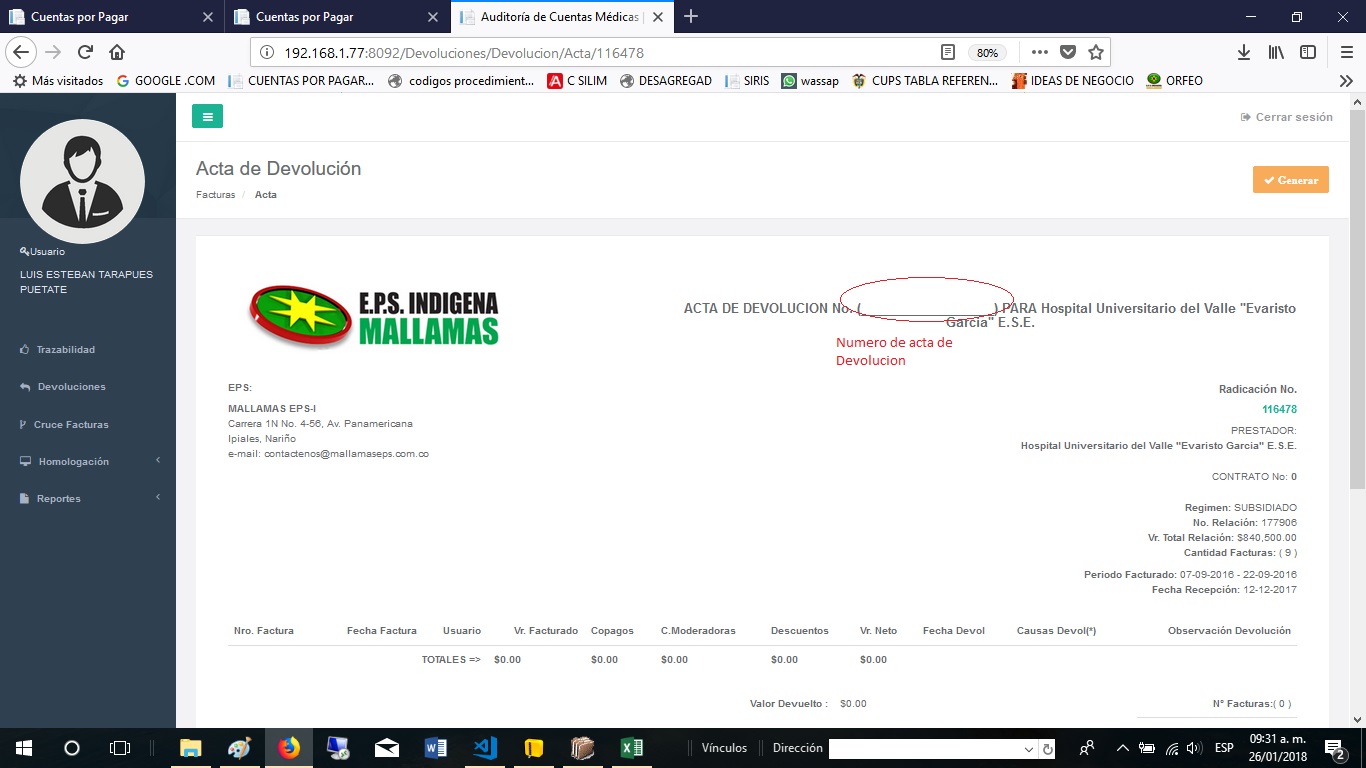 Cuentas por Pagar
Cuentas por Pagar
Auditoría de Cuentas Médicas |
192.168.1.77:8092/Devoluciones/Devolucion/Acta/116478
80%
Más visitados
GOOGLE .COM
CUENTAS POR PAGAR...
codigos procedimient...
C SILIM
DESAGREGAD
SIRIS
wassap
CUPS TABLA REFEREN...
IDEAS DE NEGOCIO
ORFEO
Cerrar sesión
Acta de Devolución
Facturas / Acta
Generar
Usuario
LUIS ESTEBAN TARAPUES
PUETATE
Trazabilidad
Devoluciones
Cruce Facturas
Homologación
Reportes
E.P.S. INDIGENA
MALLAMAS
ACTA DE DEVOLUCION No. (____________________) PARA Hospital Universitario del Valle "Evaristo
Garcia" E.S.E.
Numero de acta de
Devolucion
EPS:
MALLAMAS EPS-I
Carrera 1N No. 4-56, Av. Panamericana
Ipiales, Nariño
e-mail: contactenos@mallamaseps.com.co
Radicación No.
116478
PRESTADOR:
Hospital Universitario del Valle "Evaristo Garcia" E.S.E.
CONTRATO No: 0
Regimen: SUBSIDIADO
No. Relación: 177906
Vr. Total Relación: $840,500.00
Cantidad Facturas: ( 9 )
Periodo Facturado: 07-09-2016 - 22-09-2016
Fecha Recepción: 12-12-2017
Nro. Factura Fecha Factura Usuario Vr. Facturado Copagos C.Moderadoras Descuentos Vr. Neto Fecha Devol Causas Devol(*) Observación Devolución
TOTALES => $0.00 $0.00 $0.00 $0.00 $0.00
Valor Devuelto : $0.00
N° Facturas:( 0 )
Vínculos
Dirección
ESP
09:31 a. m.
26/01/2018
2